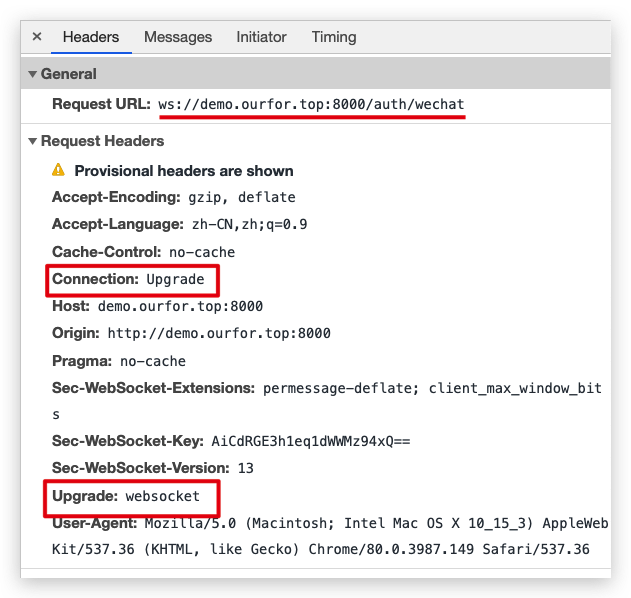 × Headers Messages Initiator Timing
▼ General
Request URL: ws://demo.ourfor.top:8000/auth/wechat
▼ Request Headers
Provisional headers are shown
Accept-Encoding: gzip, deflate
Accept-Language: zh-CN,zh;q=0.9
Cache-Control: no-cache
Connection: Upgrade
Host: demo.ourfor.top:8000
Origin: http://demo.ourfor.top:8000
Pragma: no-cache
Sec-WebSocket-Extensions: permessage-deflate; client_max_window_bit
s
Sec-WebSocket-Key: AiCdRGE3h1eq1dWWMz94xQ==
Sec-WebSocket-Version: 13
Upgrade: websocket
User-Agent: Mozilla/5.0 (Macintosh; Intel Mac OS X 10_15_3) AppleWeb
Kit/537.36 (KHTML, like Gecko) Chrome/80.0.3987.149 Safari/537.36